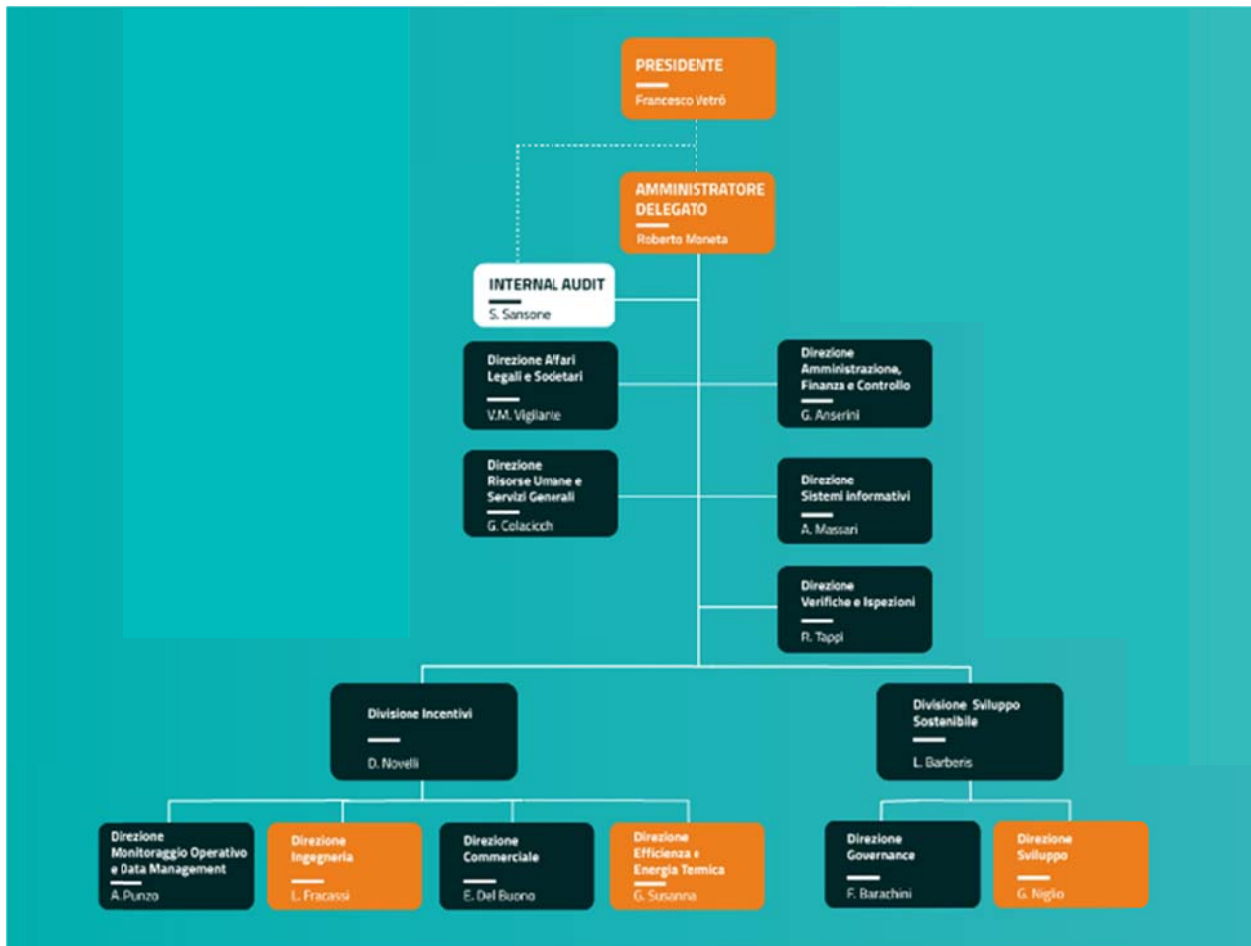 PRESIDENTE
Francesco Vetrò
AMMINISTRATORE
DELEGATO
Roberto Moneta
INTERNAL AUDIT
S. Sansone
Direzione Affari
Legali e Societari
V.M. Vigilante
Direzione
Amministrazione,
Finanza e Controllo
G. Anserini
Direzione
Risorse Umane e
Servizi Generali
G. Colacicch
Direzione
Sistemi informativi
A. Massari
Direzione
Verifiche e Ispezioni
R. Tappi
Divisione Incentivi
D. Novelli
Divisione Sviluppo
Sostenibile
L. Barberis
Direzione
Monitoraggio Operativo
e Data Management
A.Punzo
Direzione
Ingegneria
L. Fracassi
Direzione
Commerciale
E. Del Buono
Direzione
Efficienza e
Energia Termica
G. Susanna
Direzione
Governance
F. Barachini
Direzione
Sviluppo
G. Niglio